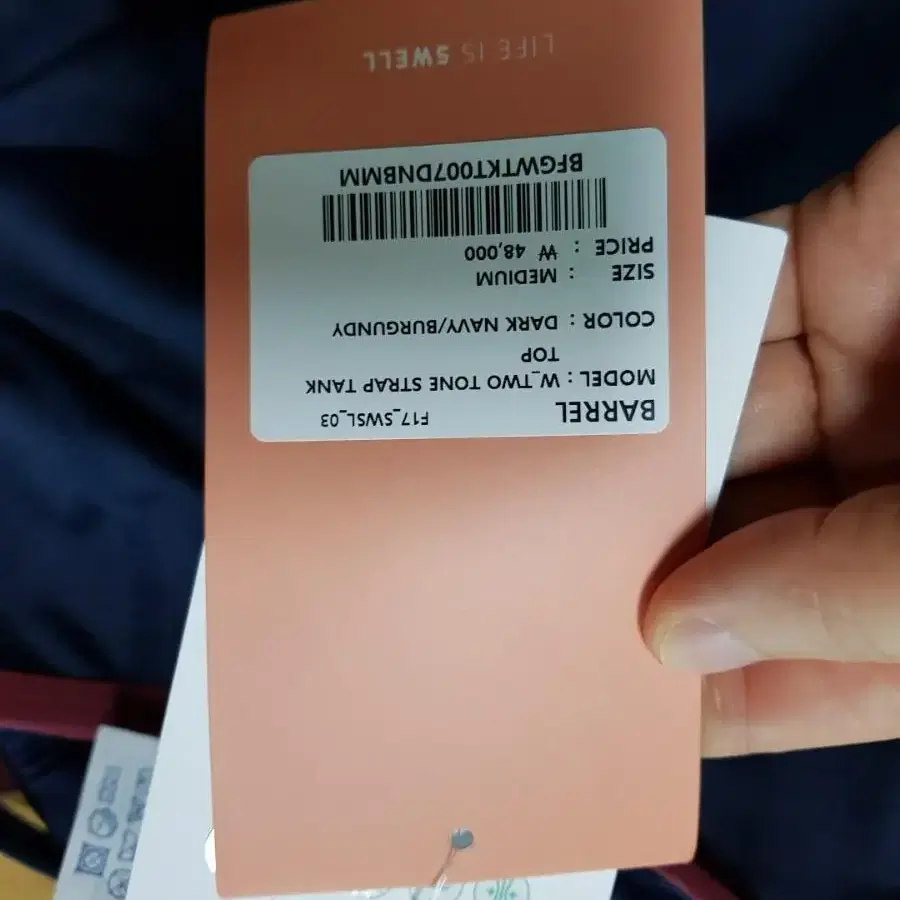 BARREL F17_SWSL_03
MODEL : W_TWO TONE STRAP TANK
TOP
COLOR : DARK NAVY/BURGUNDY
SIZE : MEDIUM
PRICE : ₩ 48,000
BFGWTKT007DNBMM
LIFE IS SWELL